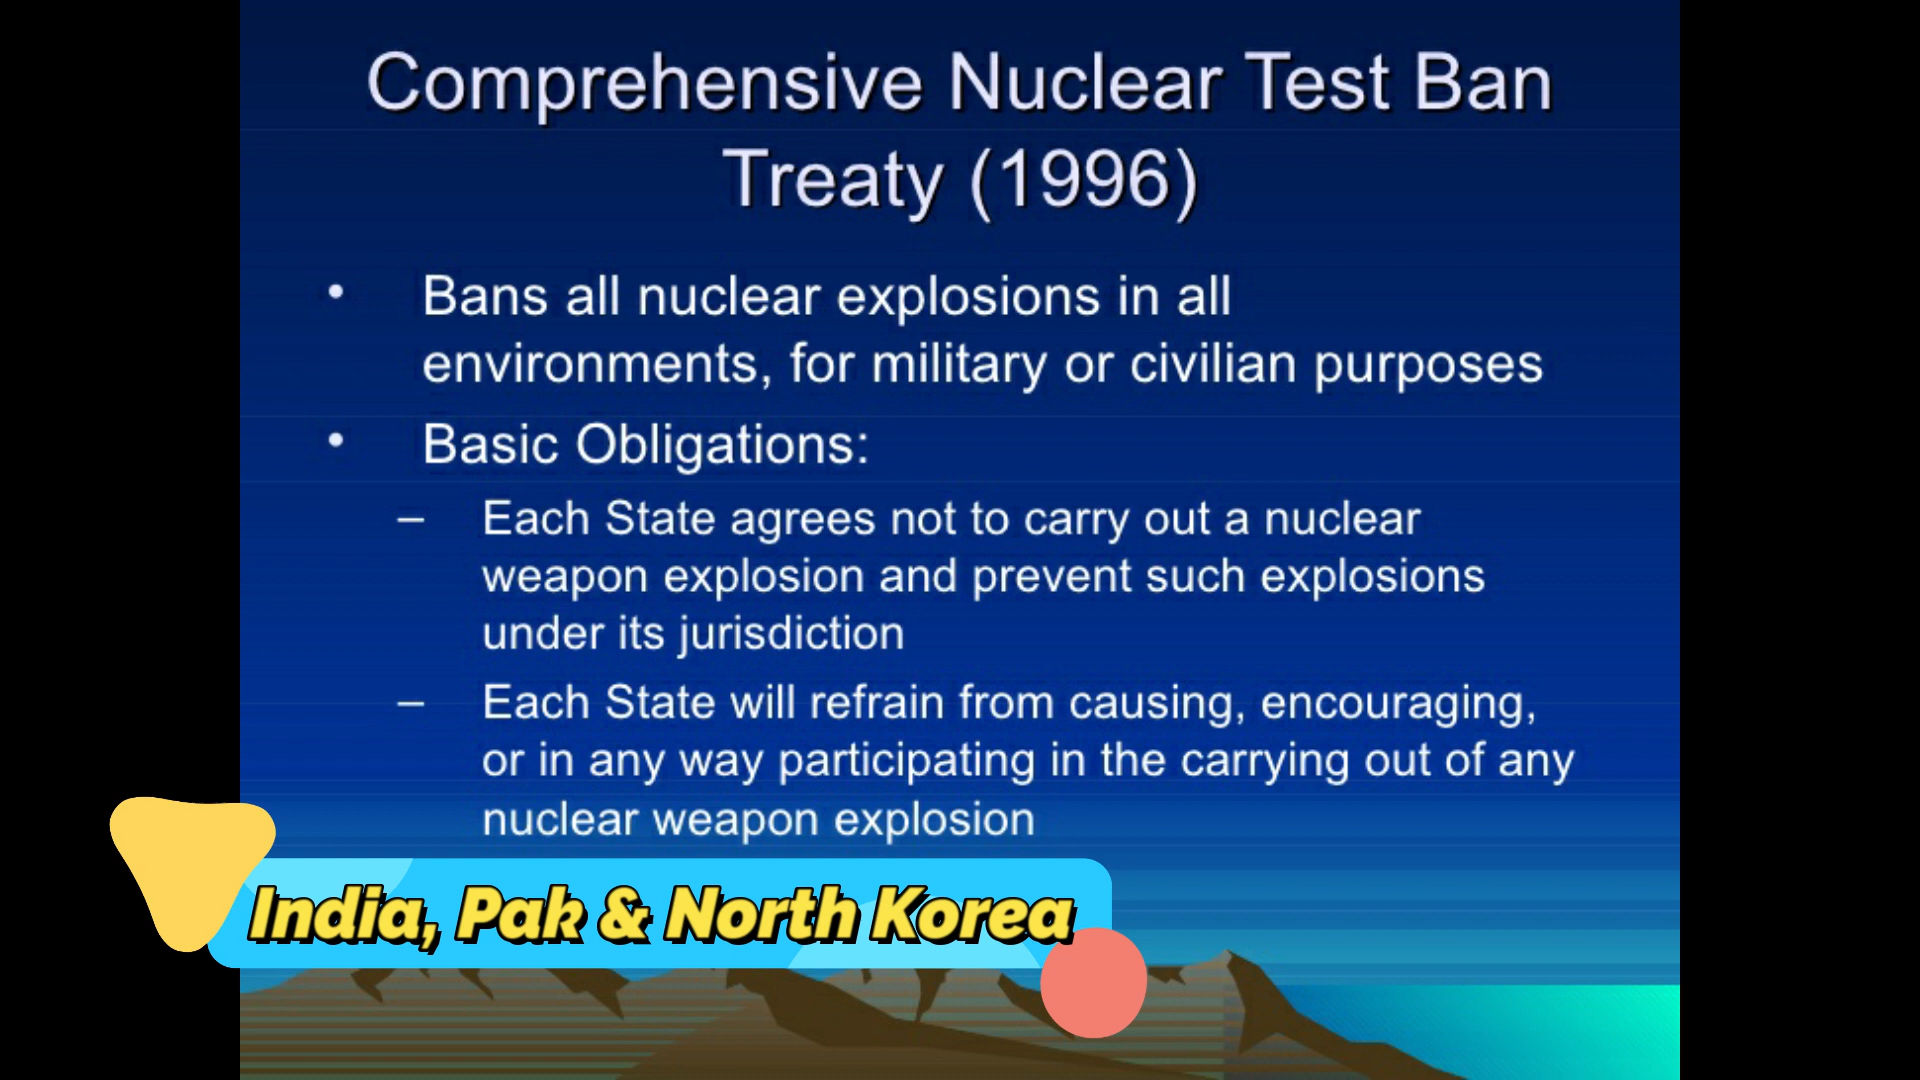 Comprehensive Nuclear Test Ban
Treaty (1996)
• Bans all nuclear explosions in all
environments, for military or civilian purposes
• Basic Obligations:
– Each State agrees not to carry out a nuclear
weapon explosion and prevent such explosions
under its jurisdiction
– Each State will refrain from causing, encouraging,
or in any way participating in the carrying out of any
nuclear weapon explosion
India, Pak & North Korea